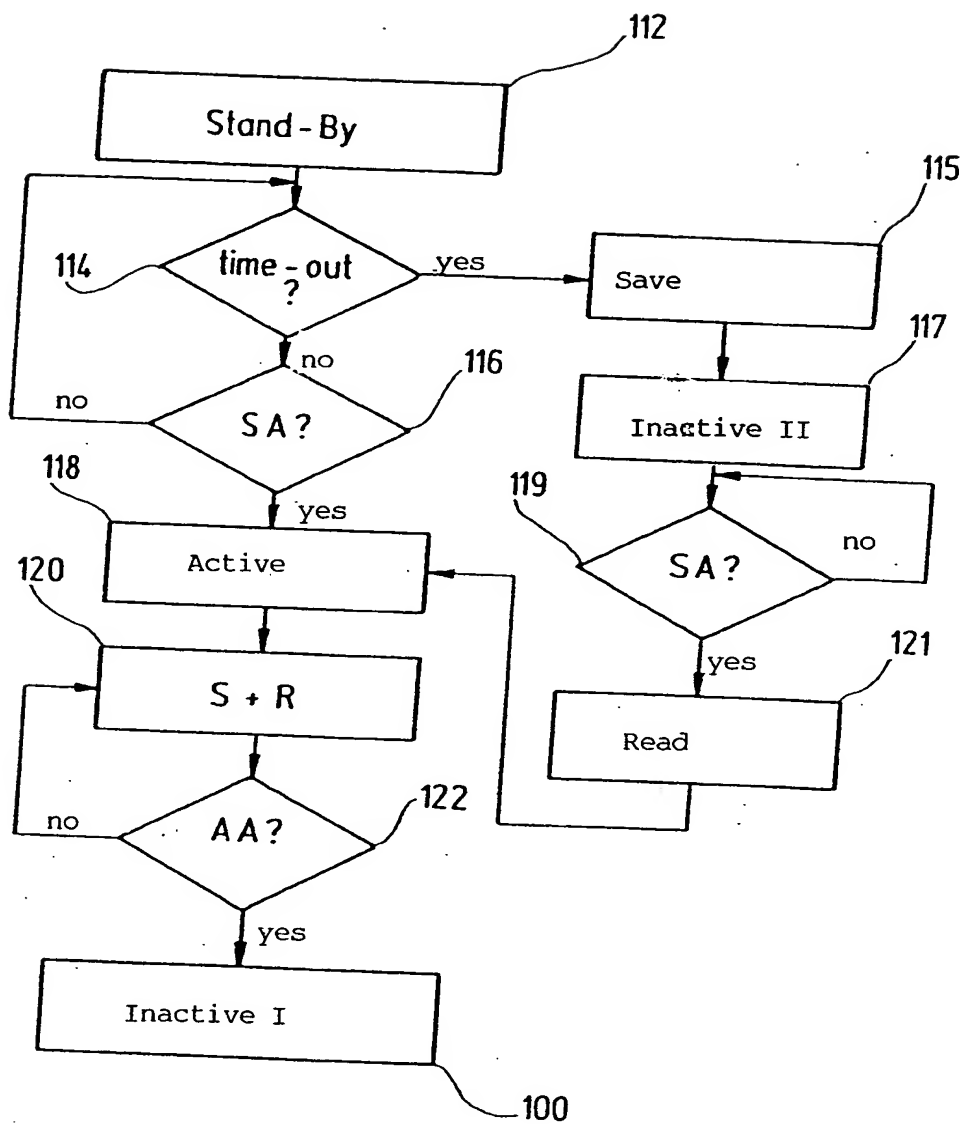 112
Stand-By
115
114
time-out
?
yes
Save
no
117
116
no
SA?
Inactive II
118
yes
119
Active
SA?
no
120
S + R
yes
121
Read
122
no
AA?
yes
Inactive I
100